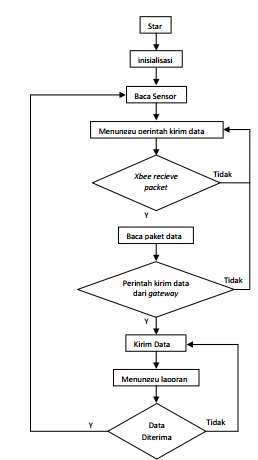 Star
inisialisasi
Baca Sensor
Menunggu perintah kirim data
Xbee recieve
packet
Tidak
Y
Baca paket data
Perintah kirim data
dari gateway
Tidak
Y
Kirim Data
Menunggu laporan
Data
Diterima
Y
Tidak